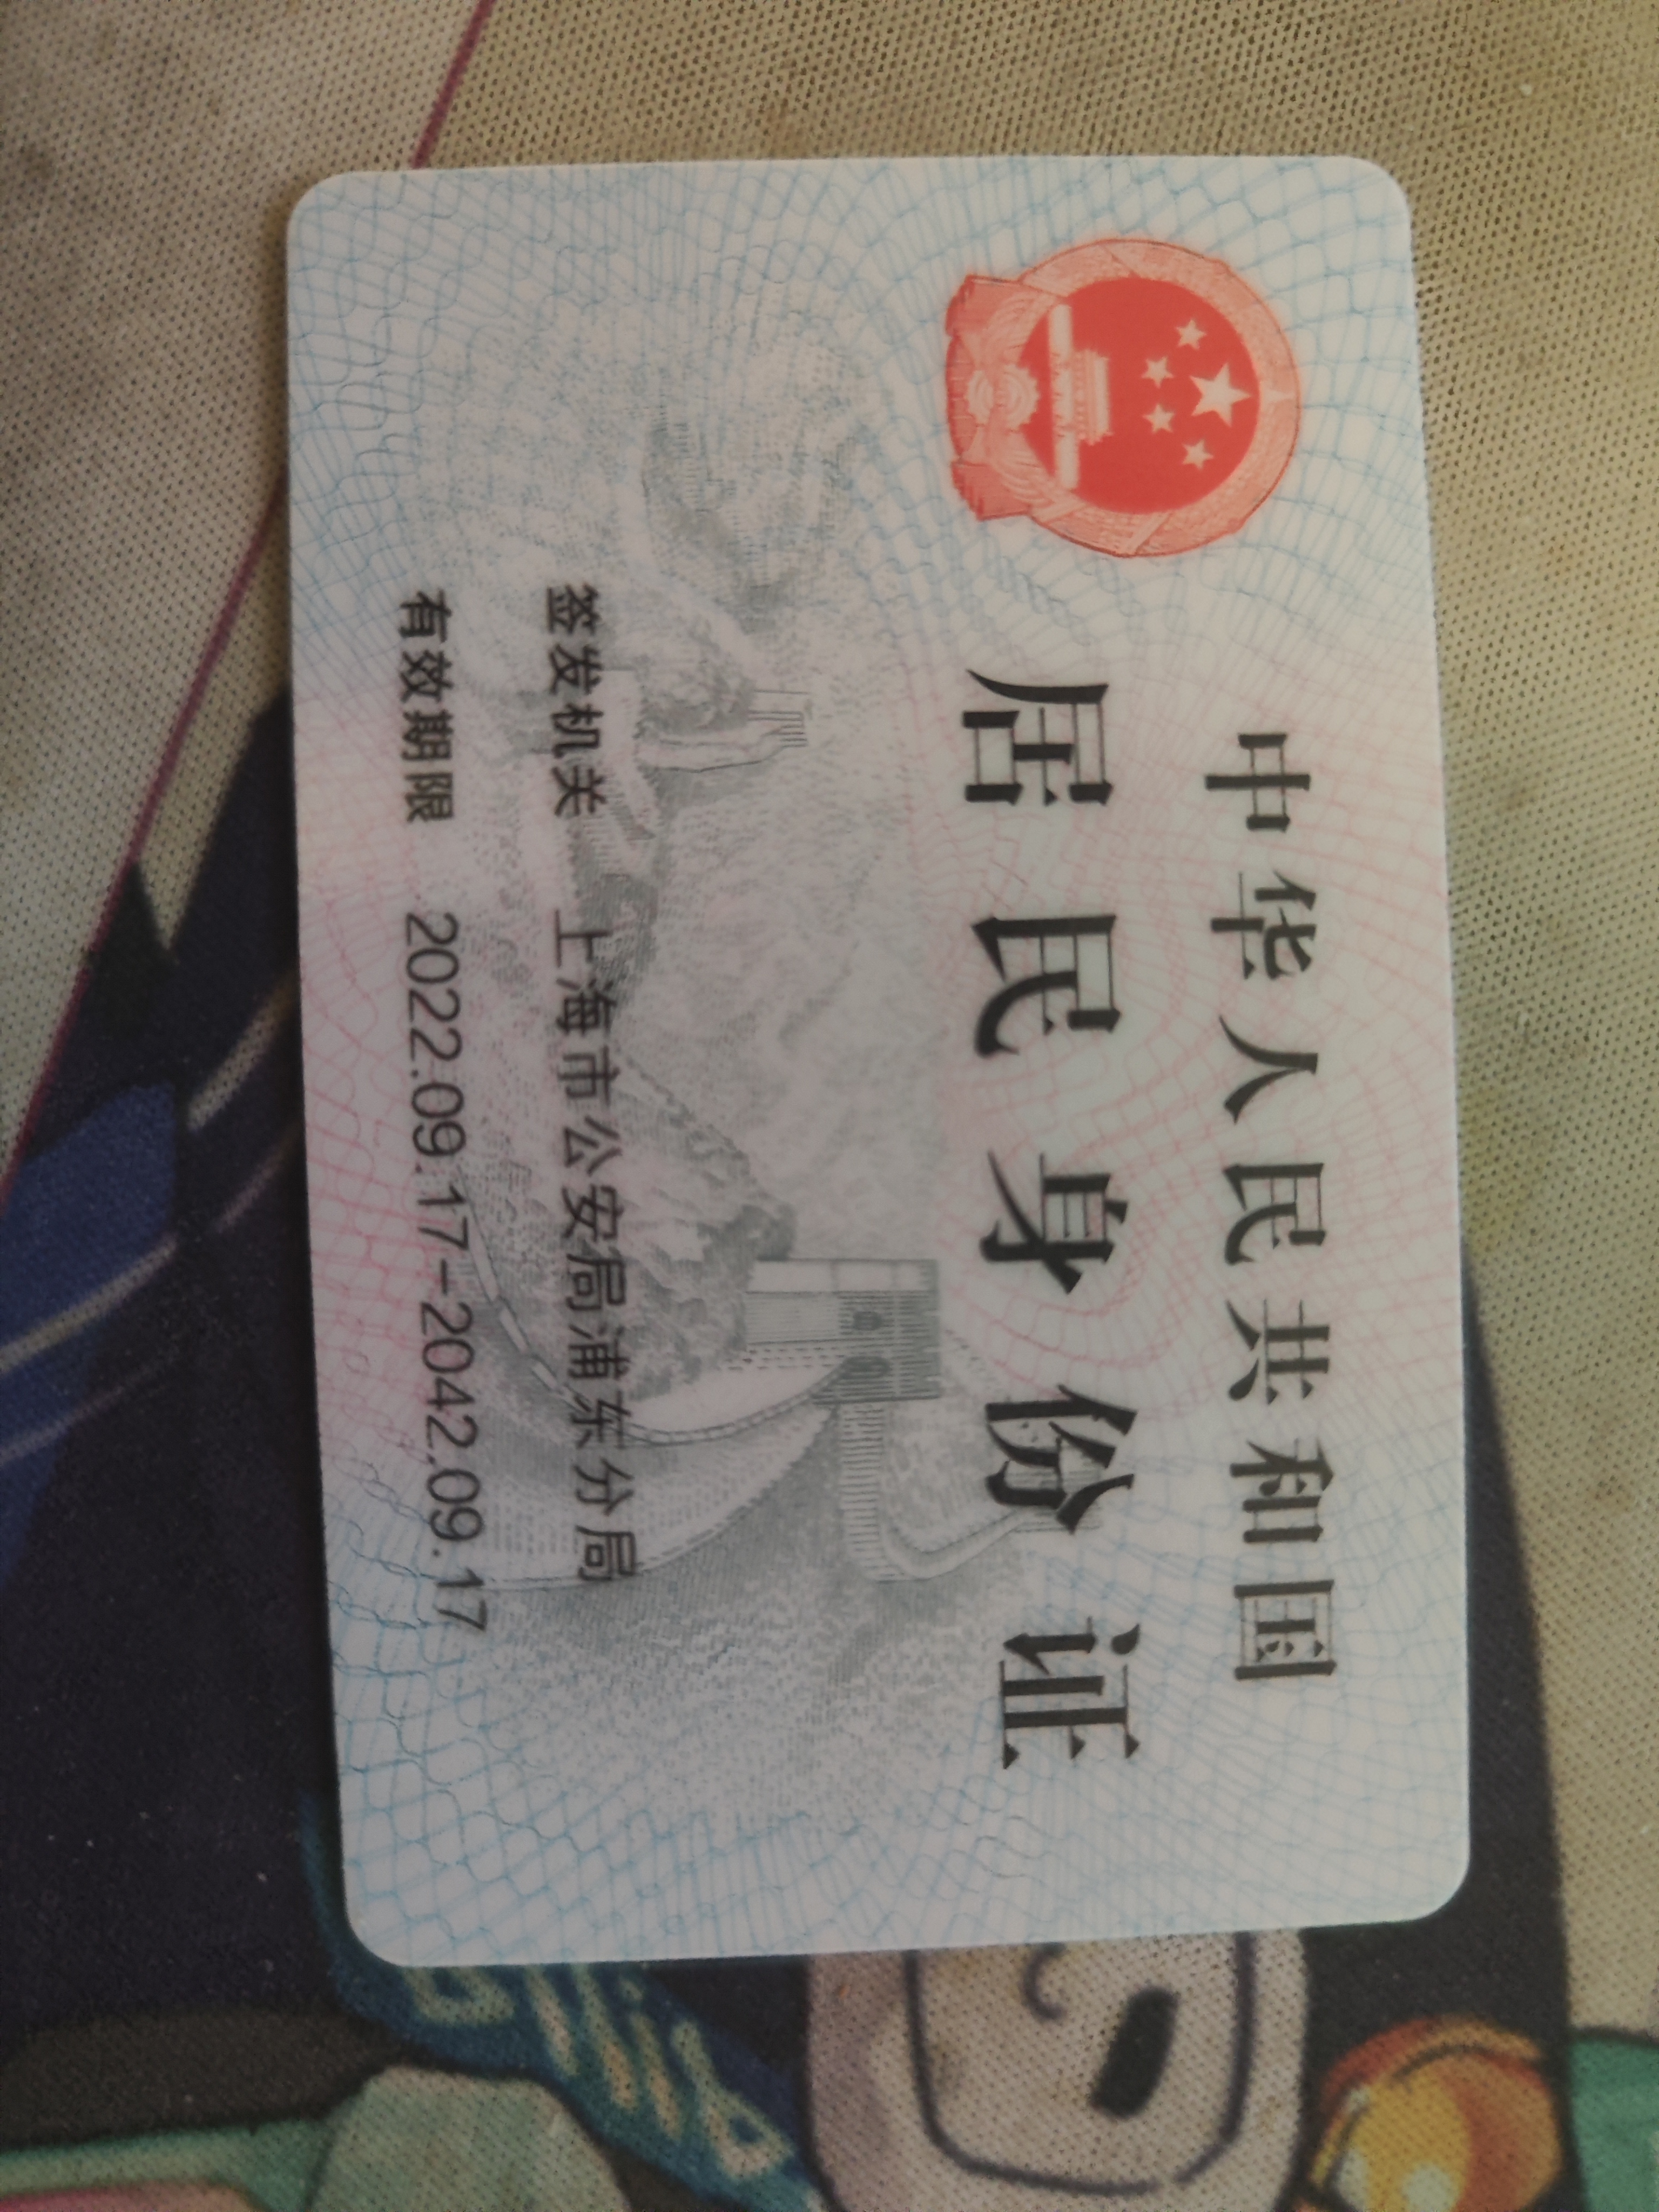 中华人民共和国
居民身份证
签发机关 上海市公安局浦东分局
有效期限 2022.09.17-2042.09.17